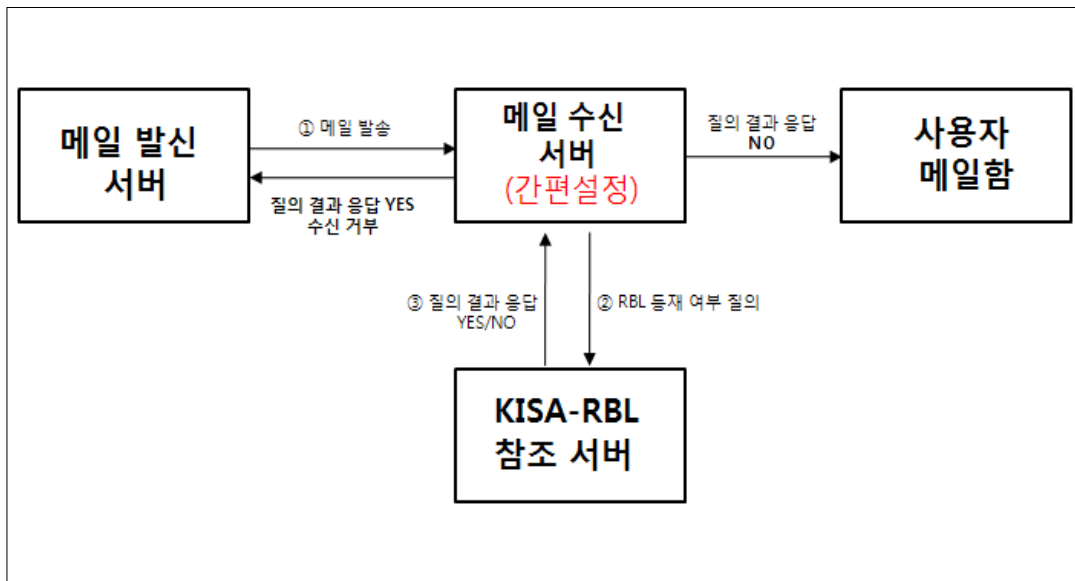 메일 발신
서버
① 메일 발송
질의 결과 응답 YES
수신 거부
메일 수신
서버
(간편설정)
질의 결과 응답
NO
사용자
메일함
③ 질의 결과 응답
YES/NO
② RBL 등재 여부 질의
KISA-RBL
참조 서버